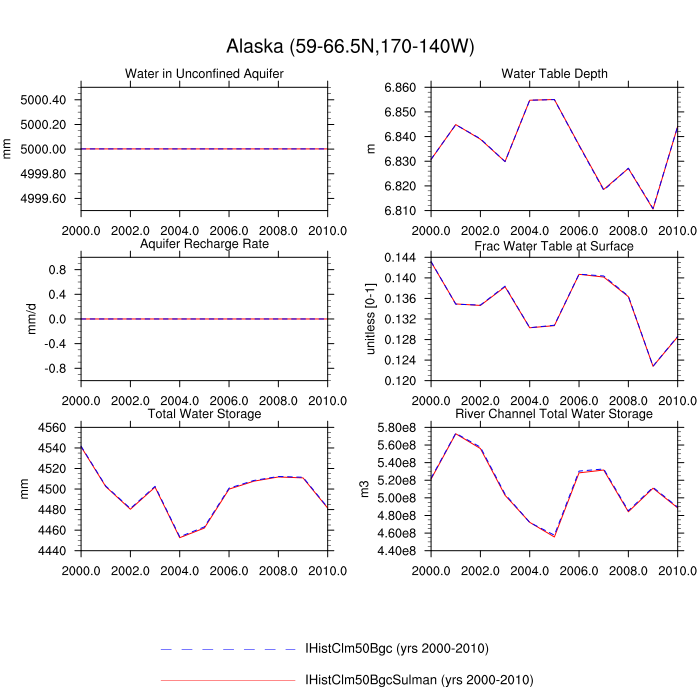 Alaska (59-66.5N,170-140W)
Water in Unconfined Aquifer
mm
5000.40
5000.20
5000.00
4999.80
4999.60
2000.0 2002.0 2004.0 2006.0 2008.0 2010.0
Water Table Depth
m
6.860
6.850
6.840
6.830
6.820
6.810
2000.0 2002.0 2004.0 2006.0 2008.0 2010.0
Aquifer Recharge Rate
mm/d
0.8
0.4
0.0
-0.4
-0.8
2000.0 2002.0 2004.0 2006.0 2008.0 2010.0
Frac Water Table at Surface
unitless [0-1]
0.144
0.140
0.136
0.132
0.128
0.124
0.120
2000.0 2002.0 2004.0 2006.0 2008.0 2010.0
Total Water Storage
mm
4560
4540
4520
4500
4480
4460
4440
2000.0 2002.0 2004.0 2006.0 2008.0 2010.0
River Channel Total Water Storage
m3
5.80e8
5.60e8
5.40e8
5.20e8
5.00e8
4.80e8
4.60e8
4.40e8
2000.0 2002.0 2004.0 2006.0 2008.0 2010.0
IHistClm50Bgc (yrs 2000-2010)
IHistClm50BgcSulman (yrs 2000-2010)